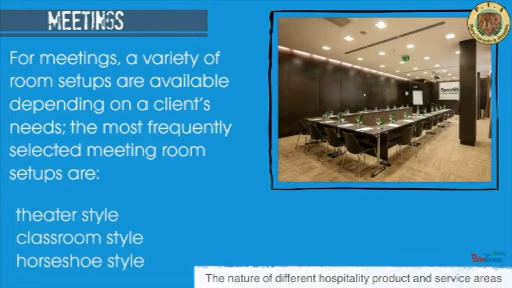 MEETINGS
For meetings, a variety of
room setups are available
depending on a client's
needs; the most frequently
selected meeting room
setups are:
theater style
classroom style
horseshoe style
The nature of different hospitality product and service areas